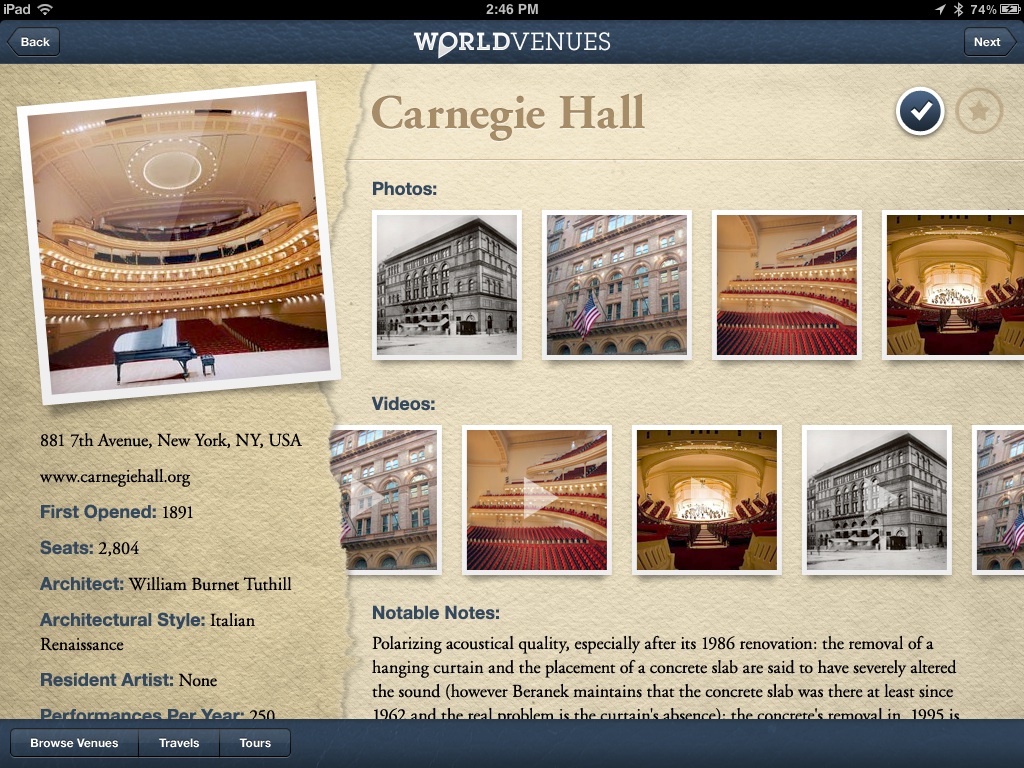 iPad
2:46 PM
74%
Back
WORLDVENUES
Next
Carnegie Hall
Photos:
Videos:
881 7th Avenue, New York, NY, USA
www.carnegiehall.org
First Opened: 1891
Seats: 2,804
Architect: William Burnet Tuthill
Architectural Style: Italian
Renaissance
Resident Artist: None
Performances Per Year: 250
Notable Notes:
Polarizing acoustical quality, especially after its 1986 renovation: the removal of a
hanging curtain and the placement of a concrete slab are said to have severely altered
the sound (however Beranek maintains that the concrete slab was there at least since
1962 and the real problem is the curtain's absence); the concrete's removal in 1995 is
Browse Venues
Travels
Tours